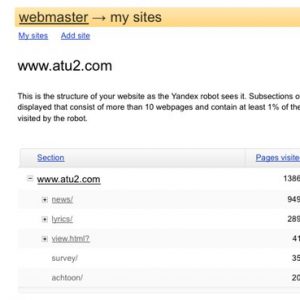 webmaster → my sites
My sites Add site
www.atu2.com
This is the structure of your website as the Yandex robot sees it. Subsections o
displayed that consist of more than 10 webpages and contain at least 1% of the
visited by the robot.
Section Pages visite
www.atu2.com 1386
news/ 949
lyrics/ 289
view.html? 41
survey/ 35
achtoon/ 20